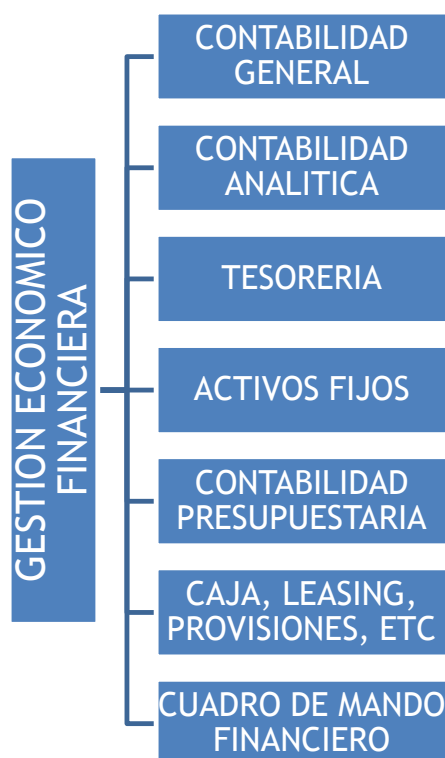 GESTION ECONOMICO
FINANCIERA
CONTABILIDAD
GENERAL
CONTABILIDAD
ANALITICA
TESORERIA
ACTIVOS FIJOS
CONTABILIDAD
PRESUPUESTARIA
CAJA, LEASING,
PROVISIONES, ETC
CUADRO DE MANDO
FINANCIERO